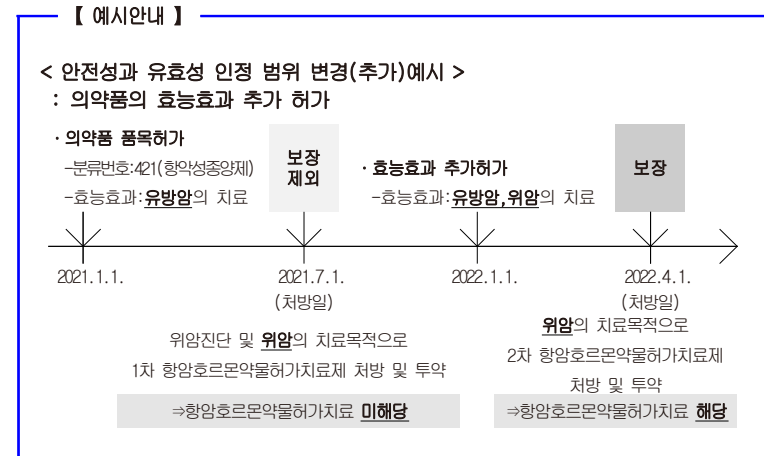 【 예시안내 】
< 안전성과 유효성 인정 범위 변경(추가)예시 >
: 의약품의 효능효과 추가 허가
· 의약품 품목허가
-분류번호:421(항악성종양제)
-효능효과:유방암의 치료
보장
제외
· 효능효과 추가허가
-효능효과:유방암,위암의 치료
보장
2021.1.1.
2021.7.1.
(처방일)
2022.1.1.
2022.4.1.
(처방일)
위암진단 및 위암의 치료목적으로
1차 항암호르몬약물허가치료제 처방 및 투약
⇒항암호르몬약물허가치료 미해당
위암의 치료목적으로
2차 항암호르몬약물허가치료제
처방 및 투약
⇒항암호르몬약물허가치료 해당